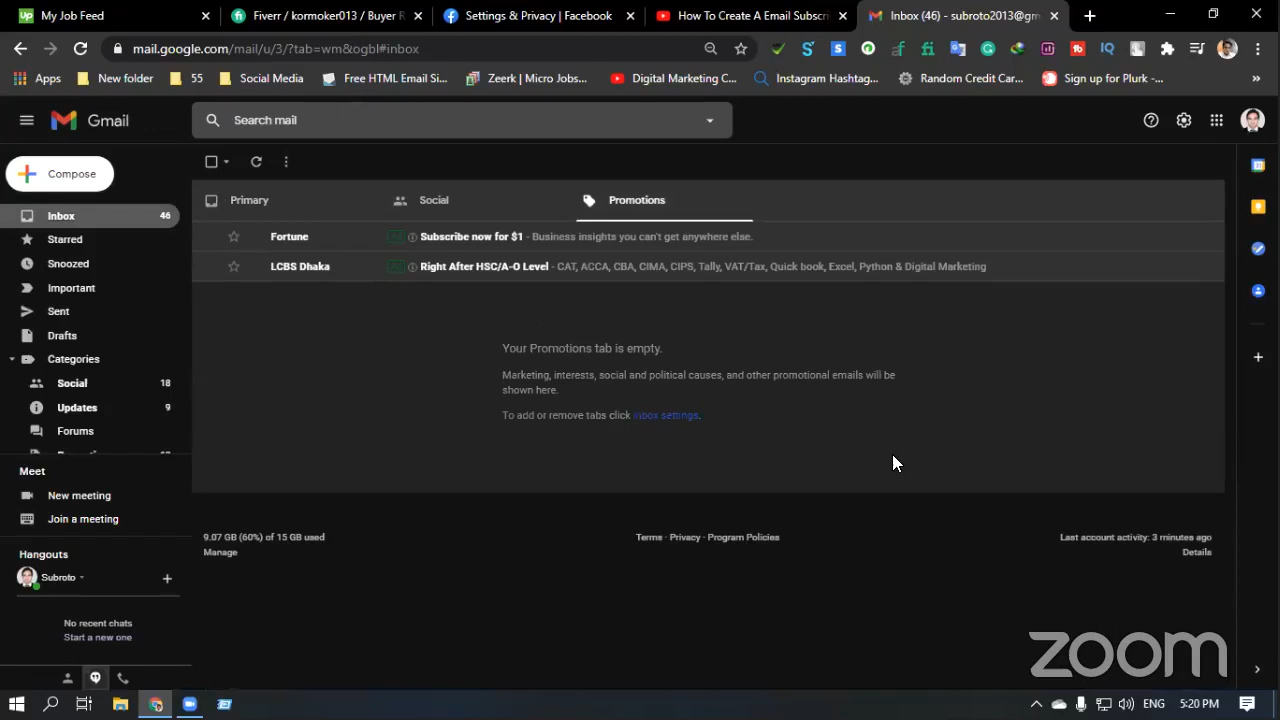 My Job Feed
Fiverr / kormoker013 / Buyer R
Settings & Privacy | Facebook
How To Create A Email Subscri
Inbox (46) - subroto2013@gm
mail.google.com/mail/u/3/?tab=wm&ogbl#inbox
Apps
New folder
55
Social Media
Free HTML Email Si...
Zeerk | Micro Jobs...
Digital Marketing C...
Instagram Hashtag...
Random Credit Car...
Sign up for Plurk -...
Gmail
Search mail
Compose
Primary
Social
Promotions
Inbox 46
Starred
Snoozed
Important
Sent
Drafts
Categories
Social 18
Updates 9
Forums
Fortune Ad Subscribe now for $1 - Business insights you can't get anywhere else.
LCBS Dhaka Ad Right After HSC/A-O Level - CAT, ACCA, CBA, CIMA, CIPS, Tally, VAT/Tax, Quick book, Excel, Python & Digital Marketing
Your Promotions tab is empty.
Marketing, interests, social and political causes, and other promotional emails will be
shown here.
To add or remove tabs click inbox settings.
Meet
New meeting
Join a meeting
Hangouts
Subroto
No recent chats
Start a new one
9.07 GB (60%) of 15 GB used
Manage
Terms · Privacy · Program Policies
Last account activity: 3 minutes ago
Details
zoom
ENG
5:20 PM